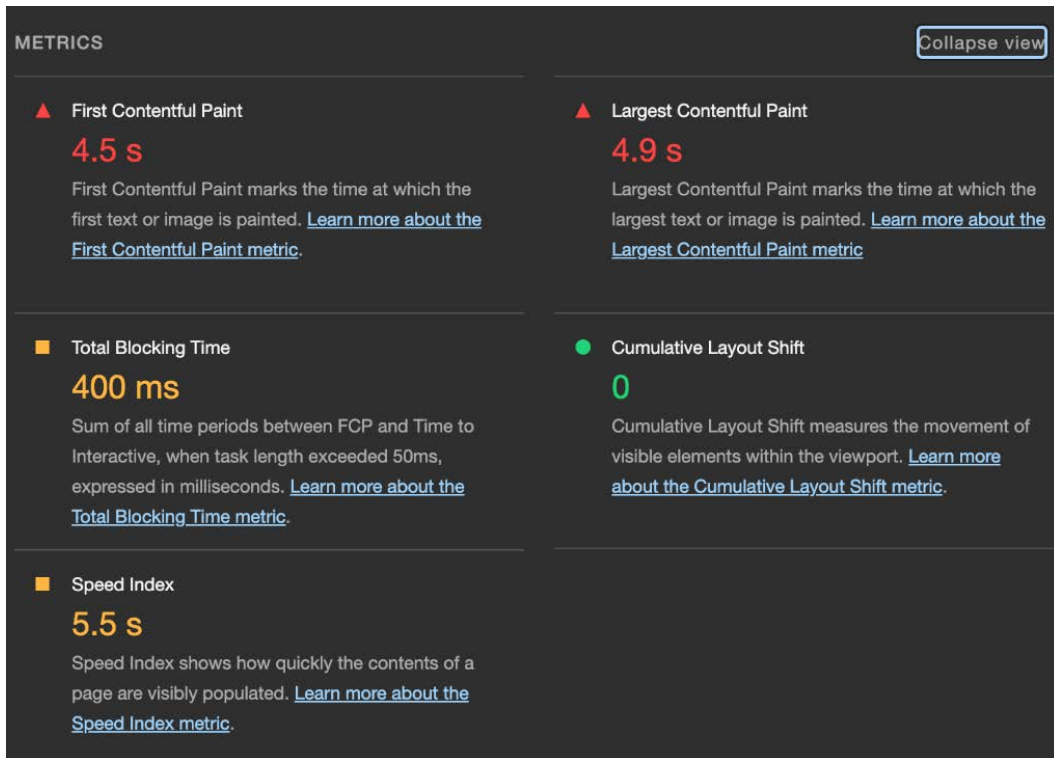 METRICS
Collapse view
First Contentful Paint
4.5 s
First Contentful Paint marks the time at which the
first text or image is painted. Learn more about the
First Contentful Paint metric.
Largest Contentful Paint
4.9 s
Largest Contentful Paint marks the time at which the
largest text or image is painted. Learn more about the
Largest Contentful Paint metric
Total Blocking Time
400 ms
Sum of all time periods between FCP and Time to
Interactive, when task length exceeded 50ms,
expressed in milliseconds. Learn more about the
Total Blocking Time metric.
Cumulative Layout Shift
0
Cumulative Layout Shift measures the movement of
visible elements within the viewport. Learn more
about the Cumulative Layout Shift metric.
Speed Index
5.5 s
Speed Index shows how quickly the contents of a
page are visibly populated. Learn more about the
Speed Index metric.